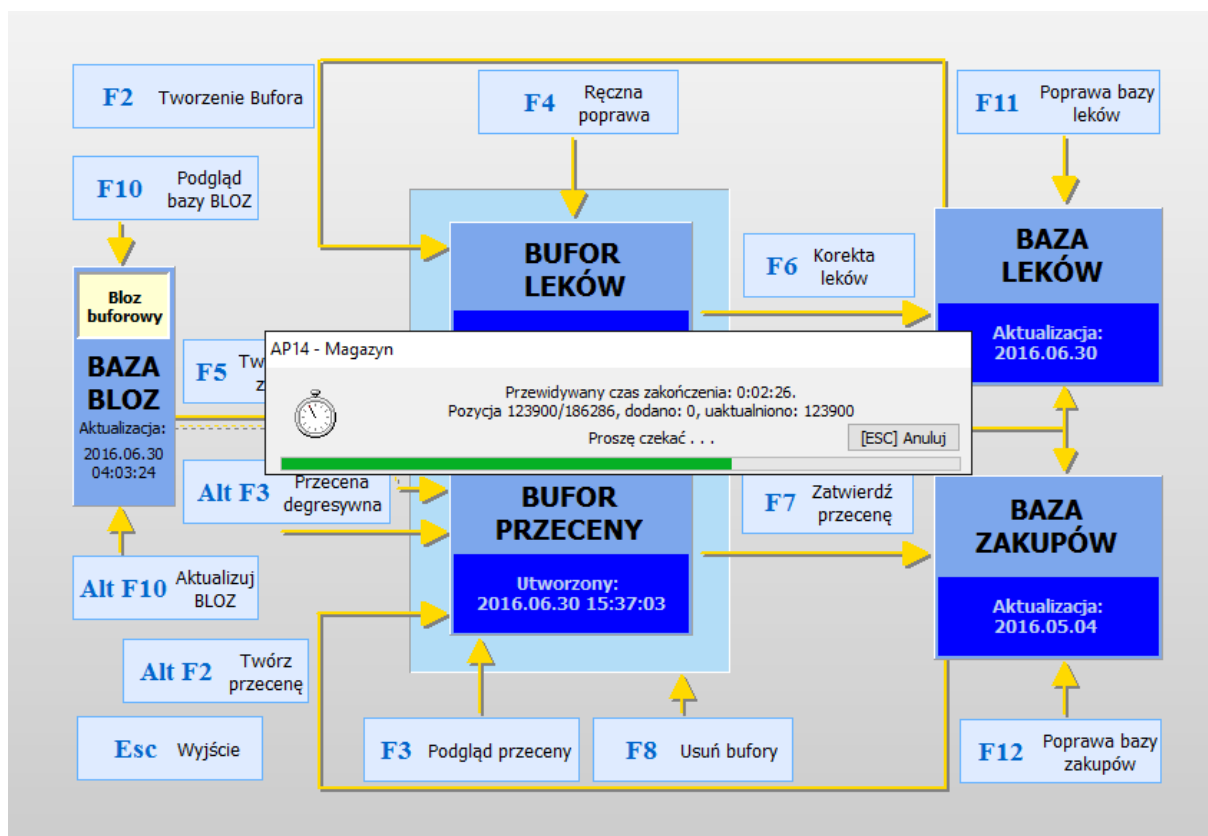 F2 Tworzenie Bufora
F4 Ręczna
poprawa
F11 Poprawa bazy
leków
F10 Podgląd
bazy BLOZ
BUFOR
LEKÓW
F6 Korekta
leków
BAZA
LEKÓW
Aktualizacja:
2016.06.30
Bloz
buforowy
BAZA
BLOZ
Aktualizacja:
2016.06.30
04:03:24
F5
AP14 - Magazyn
Przewidywany czas zakończenia: 0:02:26.
Pozycja 123900/186286, dodano: 0, uaktualniono: 123900
Proszę czekać . . .
[ESC] Anuluj
Alt F3 Przecena
degresywna
BUFOR
PRZECENY
Utworzony:
2016.06.30 15:37:03
F7 Zatwierdź
przecenę
BAZA
ZAKUPÓW
Aktualizacja:
2016.05.04
Alt F10 Aktualizuj
BLOZ
Alt F2 Twórz
przecenę
Esc Wyjście
F3 Podgląd przeceny
F8 Usuń bufory
F12 Poprawa bazy
zakupów